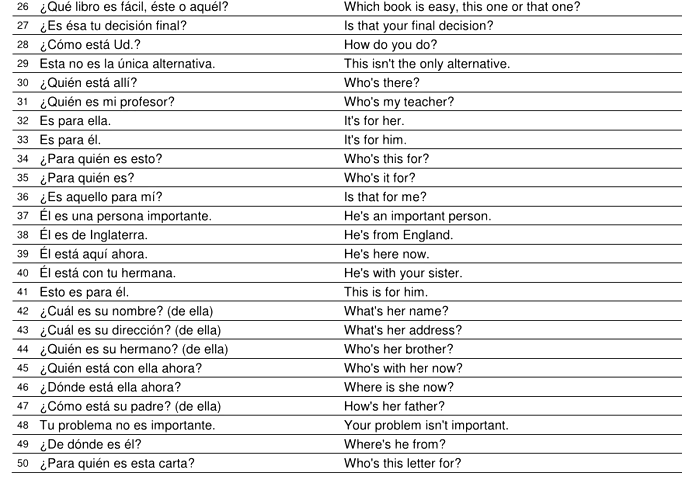 26 ¿Qué libro es fácil, éste o aquél? Which book is easy, this one or that one?
27 ¿Es ésa tu decisión final? Is that your final decision?
28 ¿Cómo está Ud.? How do you do?
29 Esta no es la única alternativa. This isn't the only alternative.
30 ¿Quién está allí? Who's there?
31 ¿Quién es mi profesor? Who's my teacher?
32 Es para ella. It's for her.
33 Es para él. It's for him.
34 ¿Para quién es esto? Who's this for?
35 ¿Para quién es? Who's it for?
36 ¿Es aquello para mí? Is that for me?
37 Él es una persona importante. He's an important person.
38 Él es de Inglaterra. He's from England.
39 Él está aquí ahora. He's here now.
40 Él está con tu hermana. He's with your sister.
41 Esto es para él. This is for him.
42 ¿Cuál es su nombre? (de ella) What's her name?
43 ¿Cuál es su dirección? (de ella) What's her address?
44 ¿Quién es su hermano? (de ella) Who's her brother?
45 ¿Quién está con ella ahora? Who's with her now?
46 ¿Dónde está ella ahora? Where is she now?
47 ¿Cómo está su padre? (de ella) How's her father?
48 Tu problema no es importante. Your problem isn't important.
49 ¿De dónde es él? Where's he from?
50 ¿Para quién es esta carta? Who's this letter for?